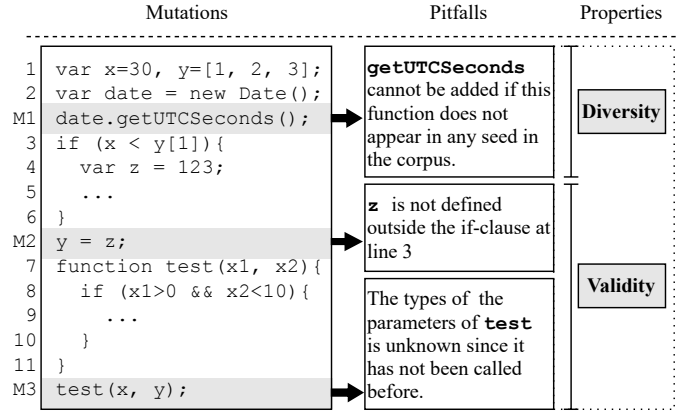 Mutations Pitfalls Properties
1 var x=30, y=[1, 2, 3];
2 var date = new Date();
M1 date.getUTCSeconds();
3 if (x < y[1]){
4 var z = 123;
5 ...
6 }
M2 y = z;
7 function test(x1, x2){
8 if (x1>0 && x2<10){
9 ...
10 }
11 }
M3 test(x, y);
getUTCSeconds
cannot be added if this
function does not
appear in any seed in
the corpus.
z is not defined
outside the if-clause at
line 3
The types of the
parameters of test
is unknown since it
has not been called
before.
Diversity
Validity